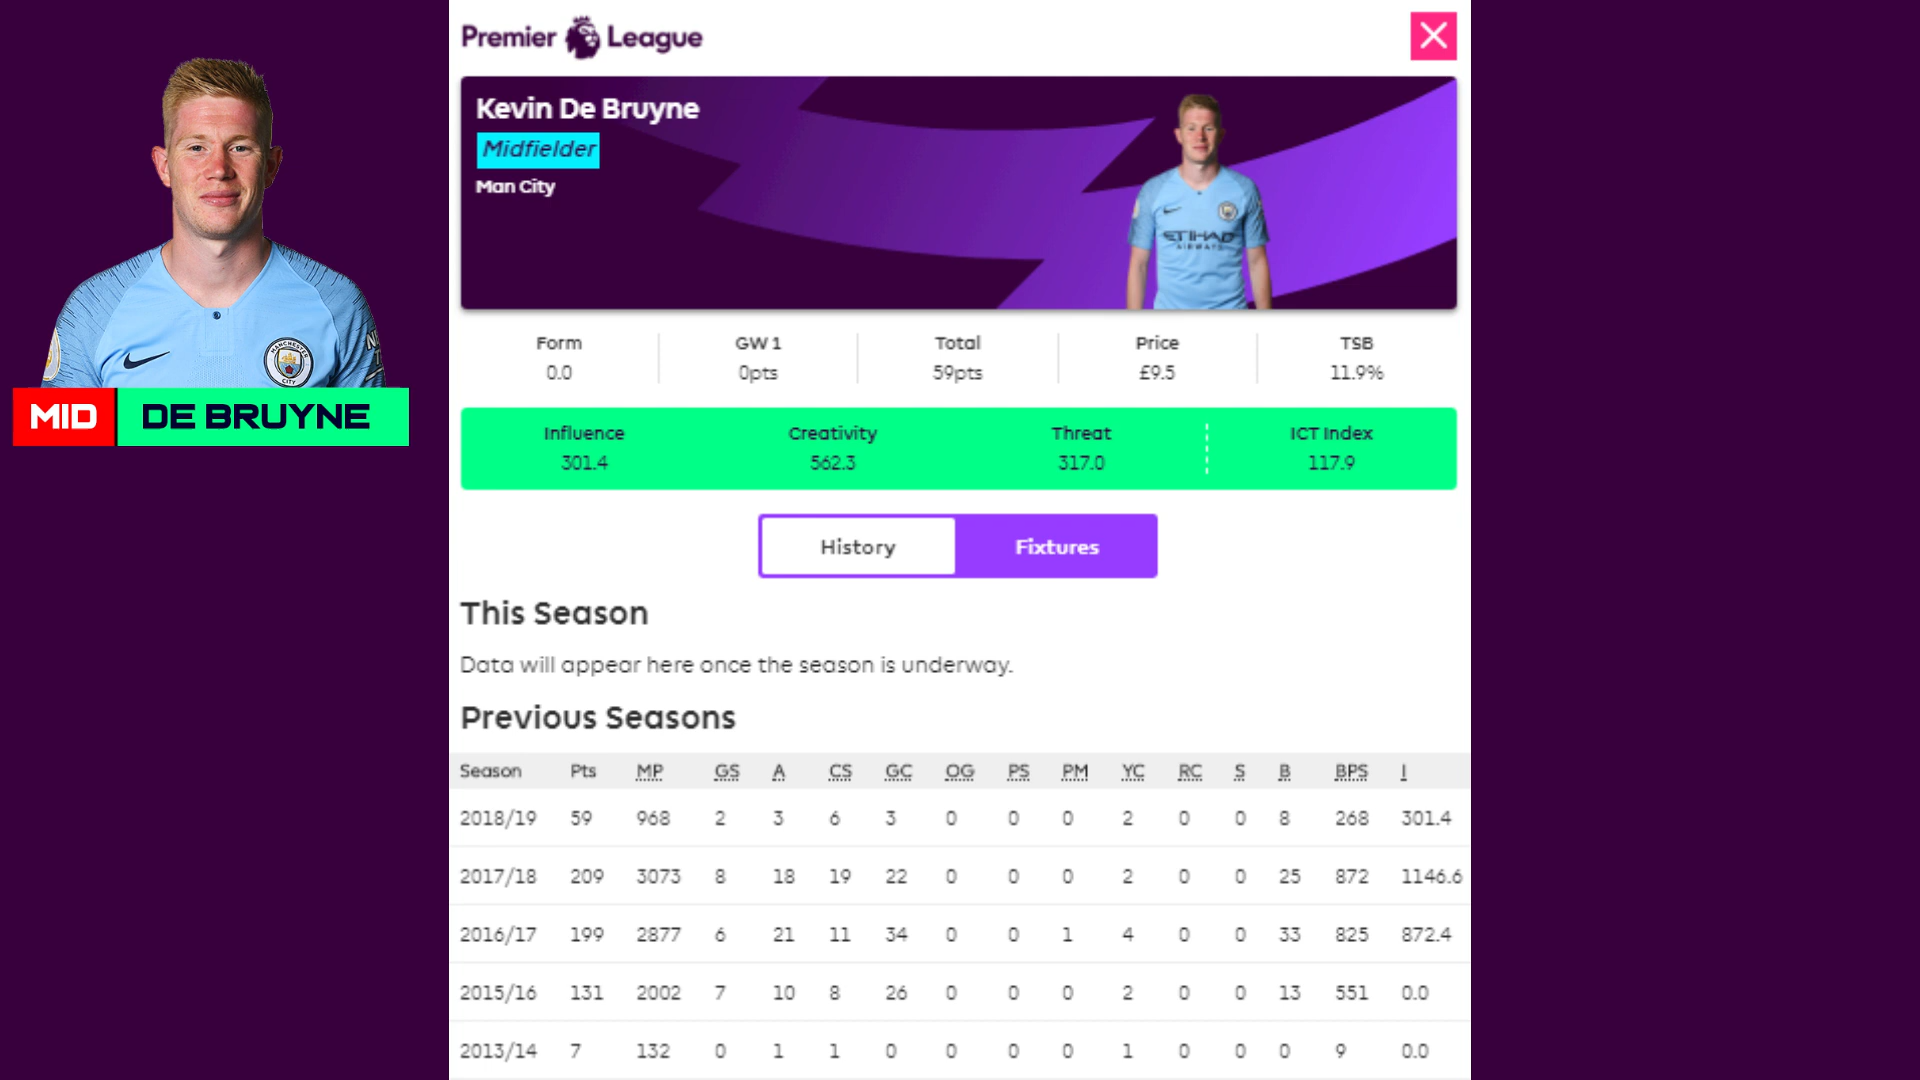 Premier League
Kevin De Bruyne
Midfielder
Man City
ETIHAD
AIRWAYS
MANCHESTER
CITY
MID DE BRUYNE
Form GW 1 Total Price TSB
0.0 0pts 59pts £9.5 11.9%
Influence Creativity Threat ICT Index
301.4 562.3 317.0 117.9
History Fixtures
This Season
Data will appear here once the season is underway.
Previous Seasons
Season Pts MP GS A CS GC OG PS PM YC RC S B BPS I
2018/19 59 968 2 3 6 3 0 0 0 2 0 0 8 268 301.4
2017/18 209 3073 8 18 19 22 0 0 0 2 0 0 25 872 1146.6
2016/17 199 2877 6 21 11 34 0 0 1 4 0 0 33 825 872.4
2015/16 131 2002 7 10 8 26 0 0 0 2 0 0 13 551 0.0
2013/14 7 132 0 1 1 0 0 0 0 1 0 0 0 9 0.0